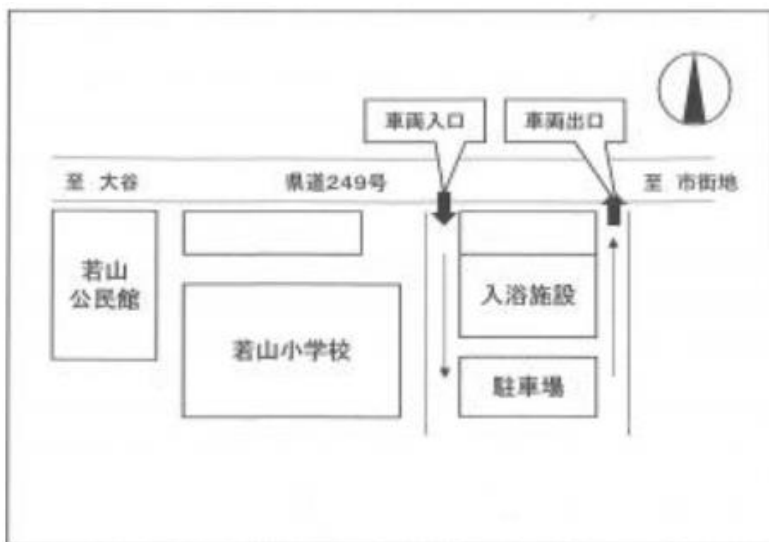 車両入口
車両出口
至 大谷
県道249号
至 市街地
若山
公民館
若山小学校
入浴施設
駐車場